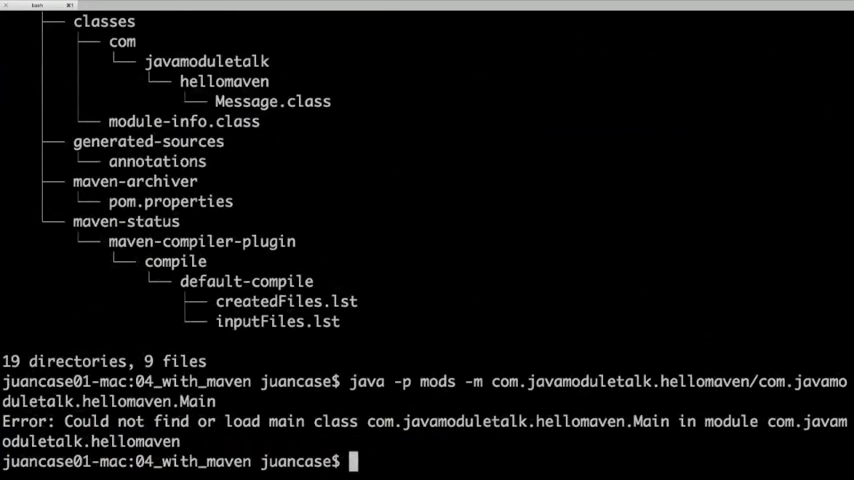 bash
⌘1
classes
com
javamoduletalk
hellomaven
Message.class
module-info.class
generated-sources
annotations
maven-archiver
pom.properties
maven-status
maven-compiler-plugin
compile
default-compile
createdFiles.lst
inputFiles.lst
19 directories, 9 files
juancase01-mac:04_with_maven juancase$ java -p mods -m com.javamoduletalk.hellomaven/com.javamo
duletalk.hellomaven.Main
Error: Could not find or load main class com.javamoduletalk.hellomaven.Main in module com.javam
oduletalk.hellomaven
juancase01-mac:04_with_maven juancase$